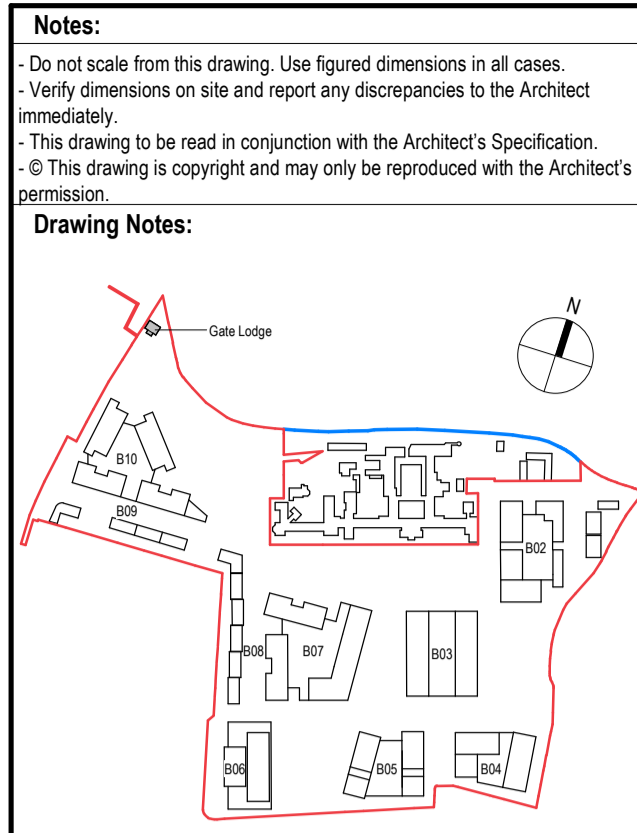 Notes:
- Do not scale from this drawing. Use figured dimensions in all cases.
- Verify dimensions on site and report any discrepancies to the Architect
immediately.
- This drawing to be read in conjunction with the Architect's Specification.
- © This drawing is copyright and may only be reproduced with the Architect's
permission.
Drawing Notes:
N
Gate Lodge
B10
B09
B02
B08
B07
B03
B06
B05
B04